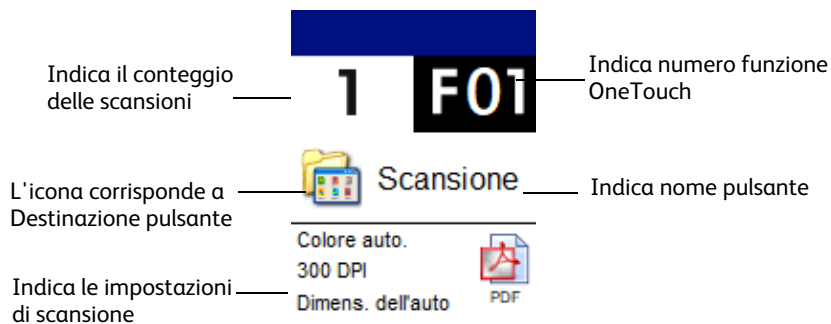 Indica il conteggio
delle scansioni
1
F01
Indica numero funzione
OneTouch
L'icona corrisponde a
Destinazione pulsante
Scansione
Indica nome pulsante
Indica le impostazioni
di scansione
Colore auto.
300 DPI
Dimens. dell'auto
PDF